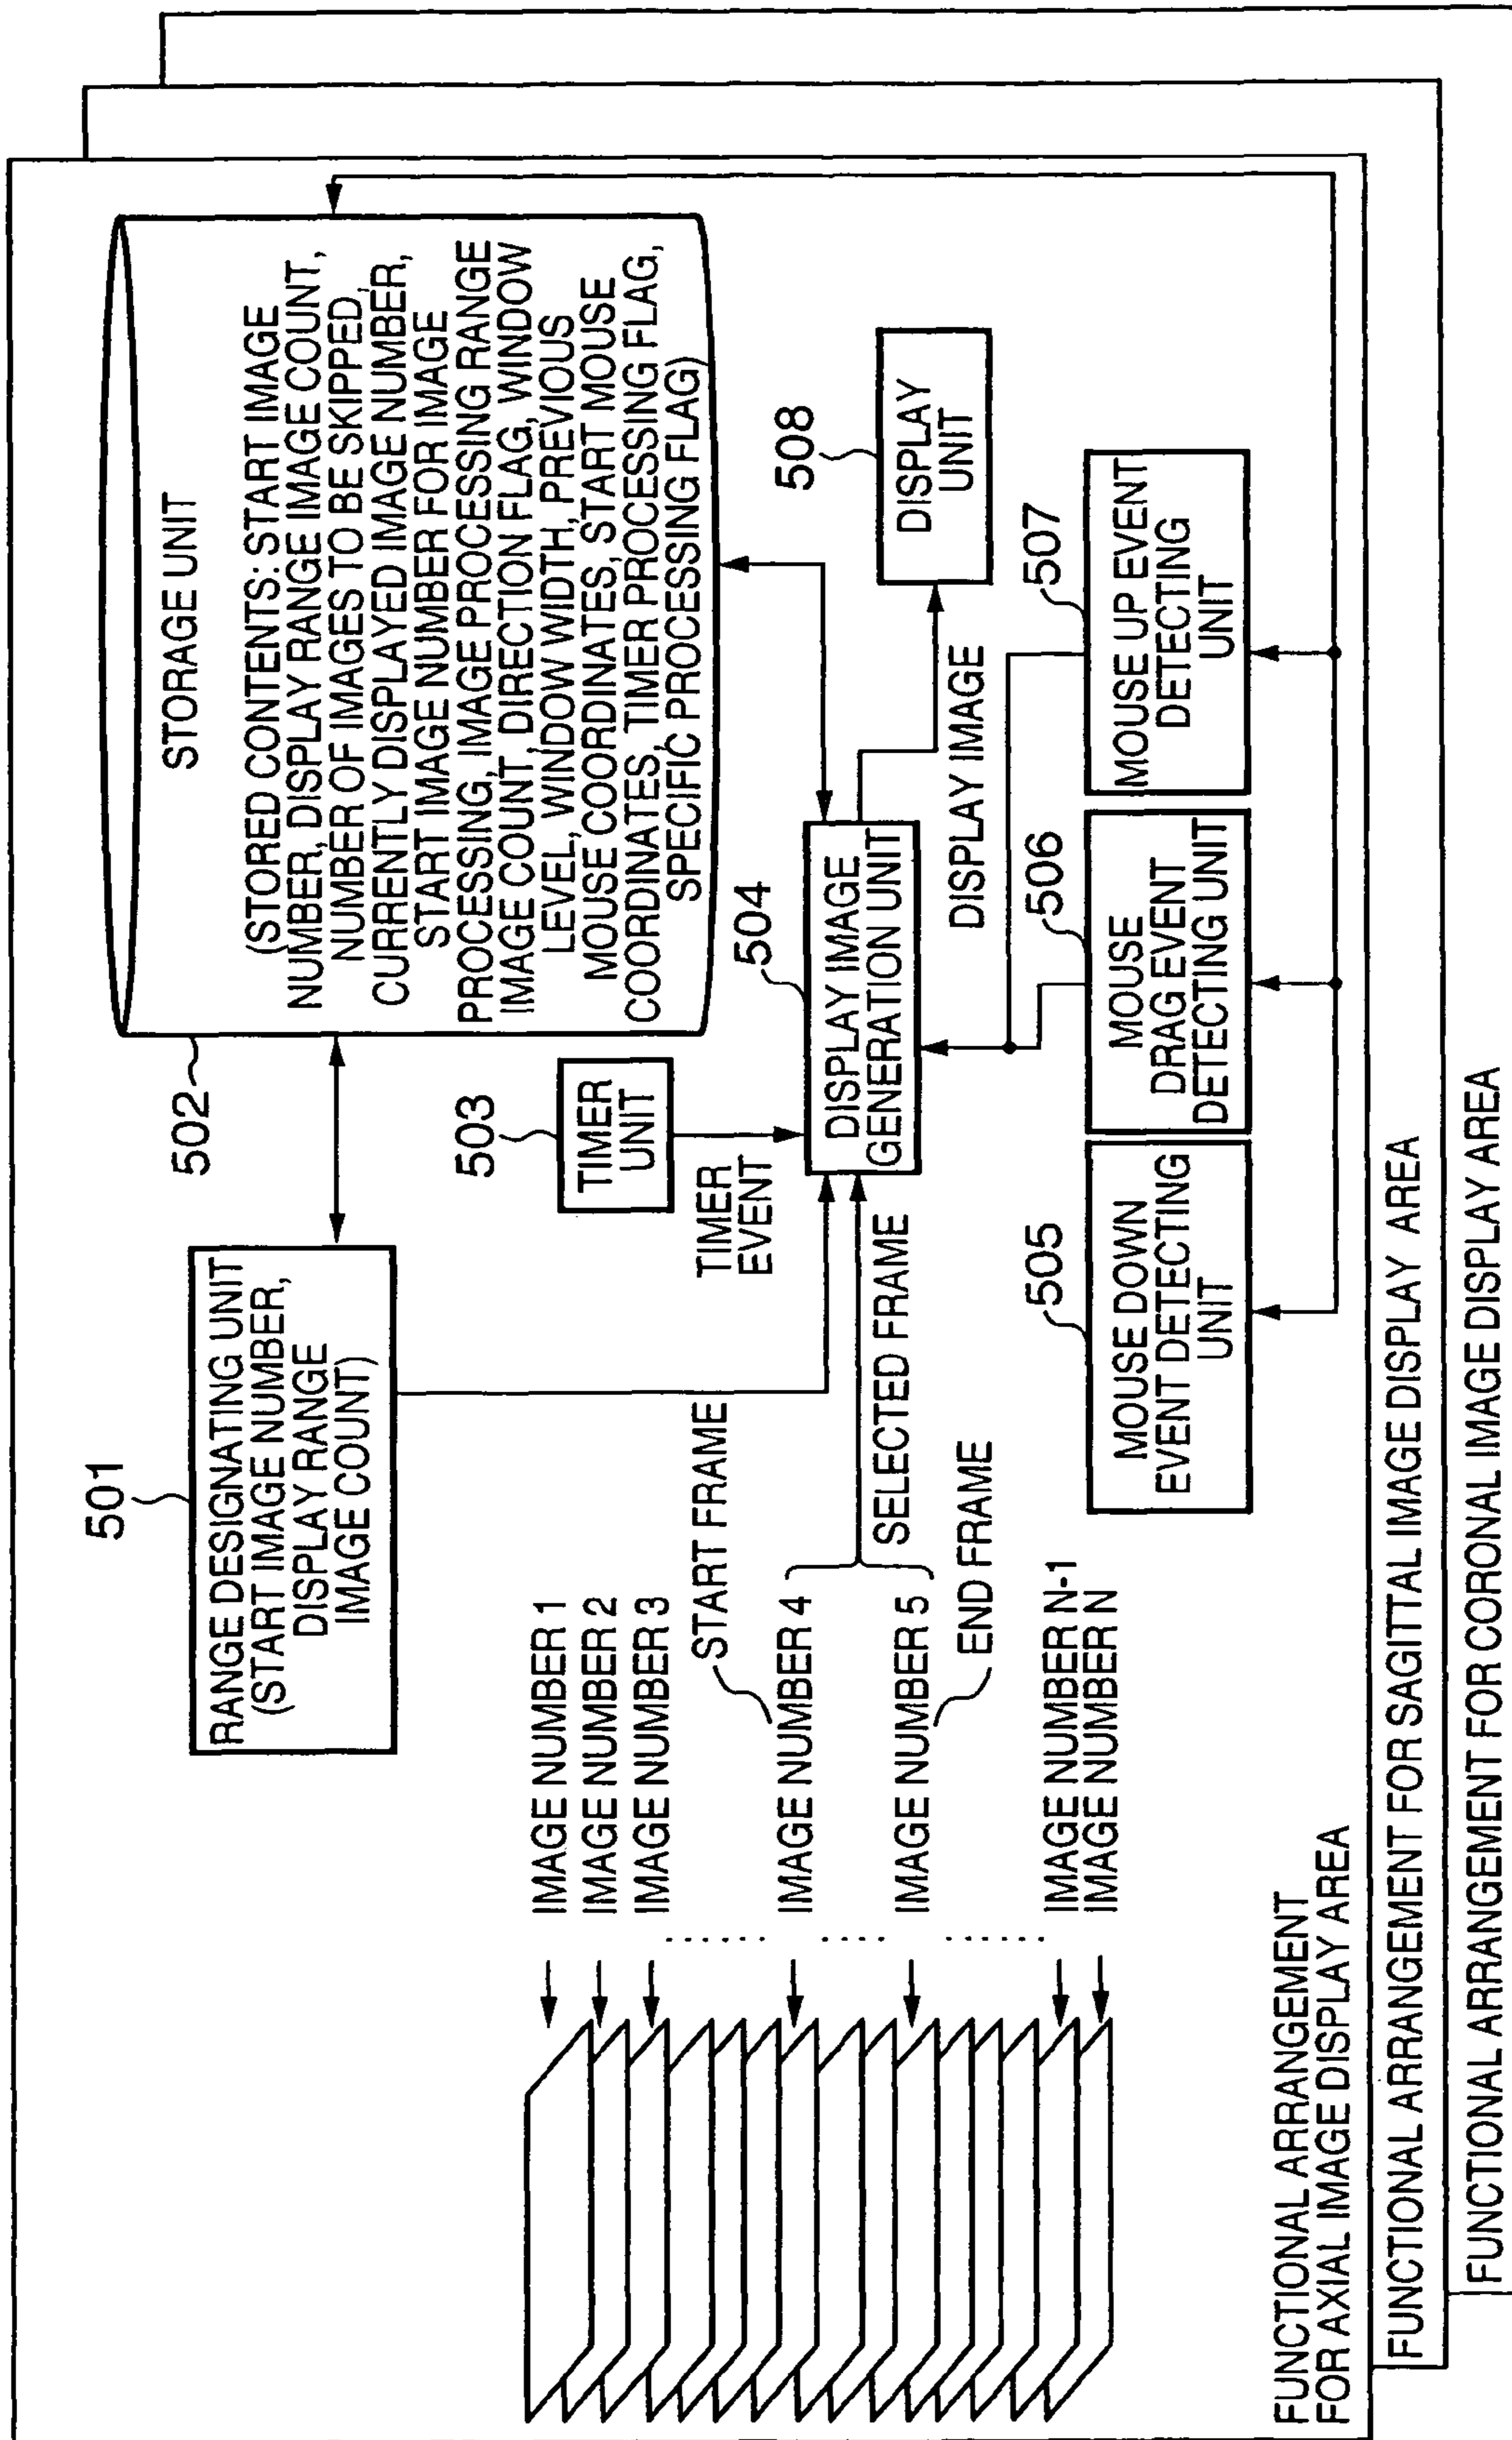 501
RANGE DESIGNATING UNIT
(START IMAGE NUMBER,
DISPLAY RANGE
IMAGE COUNT)
502
STORAGE UNIT
(STORED CONTENTS: START IMAGE
NUMBER, DISPLAY RANGE IMAGE COUNT,
NUMBER OF IMAGES TO BE SKIPPED,
CURRENTLY DISPLAYED IMAGE NUMBER,
START IMAGE NUMBER FOR IMAGE
PROCESSING, IMAGE PROCESSING RANGE
IMAGE COUNT, DIRECTION FLAG, WINDOW
LEVEL, WINDOW WIDTH, PREVIOUS
MOUSE COORDINATES, START MOUSE
COORDINATES, TIMER PROCESSING FLAG,
SPECIFIC PROCESSING FLAG)
503
TIMER
UNIT
TIMER
EVENT
IMAGE NUMBER 1
IMAGE NUMBER 2
IMAGE NUMBER 3
START FRAME
IMAGE NUMBER 4
SELECTED FRAME
IMAGE NUMBER 5
END FRAME
IMAGE NUMBER N-1
IMAGE NUMBER N
504
DISPLAY IMAGE
GENERATION UNIT
DISPLAY IMAGE
508
DISPLAY
UNIT
505
MOUSE DOWN
EVENT DETECTING
UNIT
506
MOUSE
DRAG EVENT
DETECTING UNIT
507
MOUSE UP EVENT
DETECTING
UNIT
FUNCTIONAL ARRANGEMENT
FOR AXIAL IMAGE DISPLAY AREA
FUNCTIONAL ARRANGEMENT FOR SAGITTAL IMAGE DISPLAY AREA
FUNCTIONAL ARRANGEMENT FOR CORONAL IMAGE DISPLAY AREA